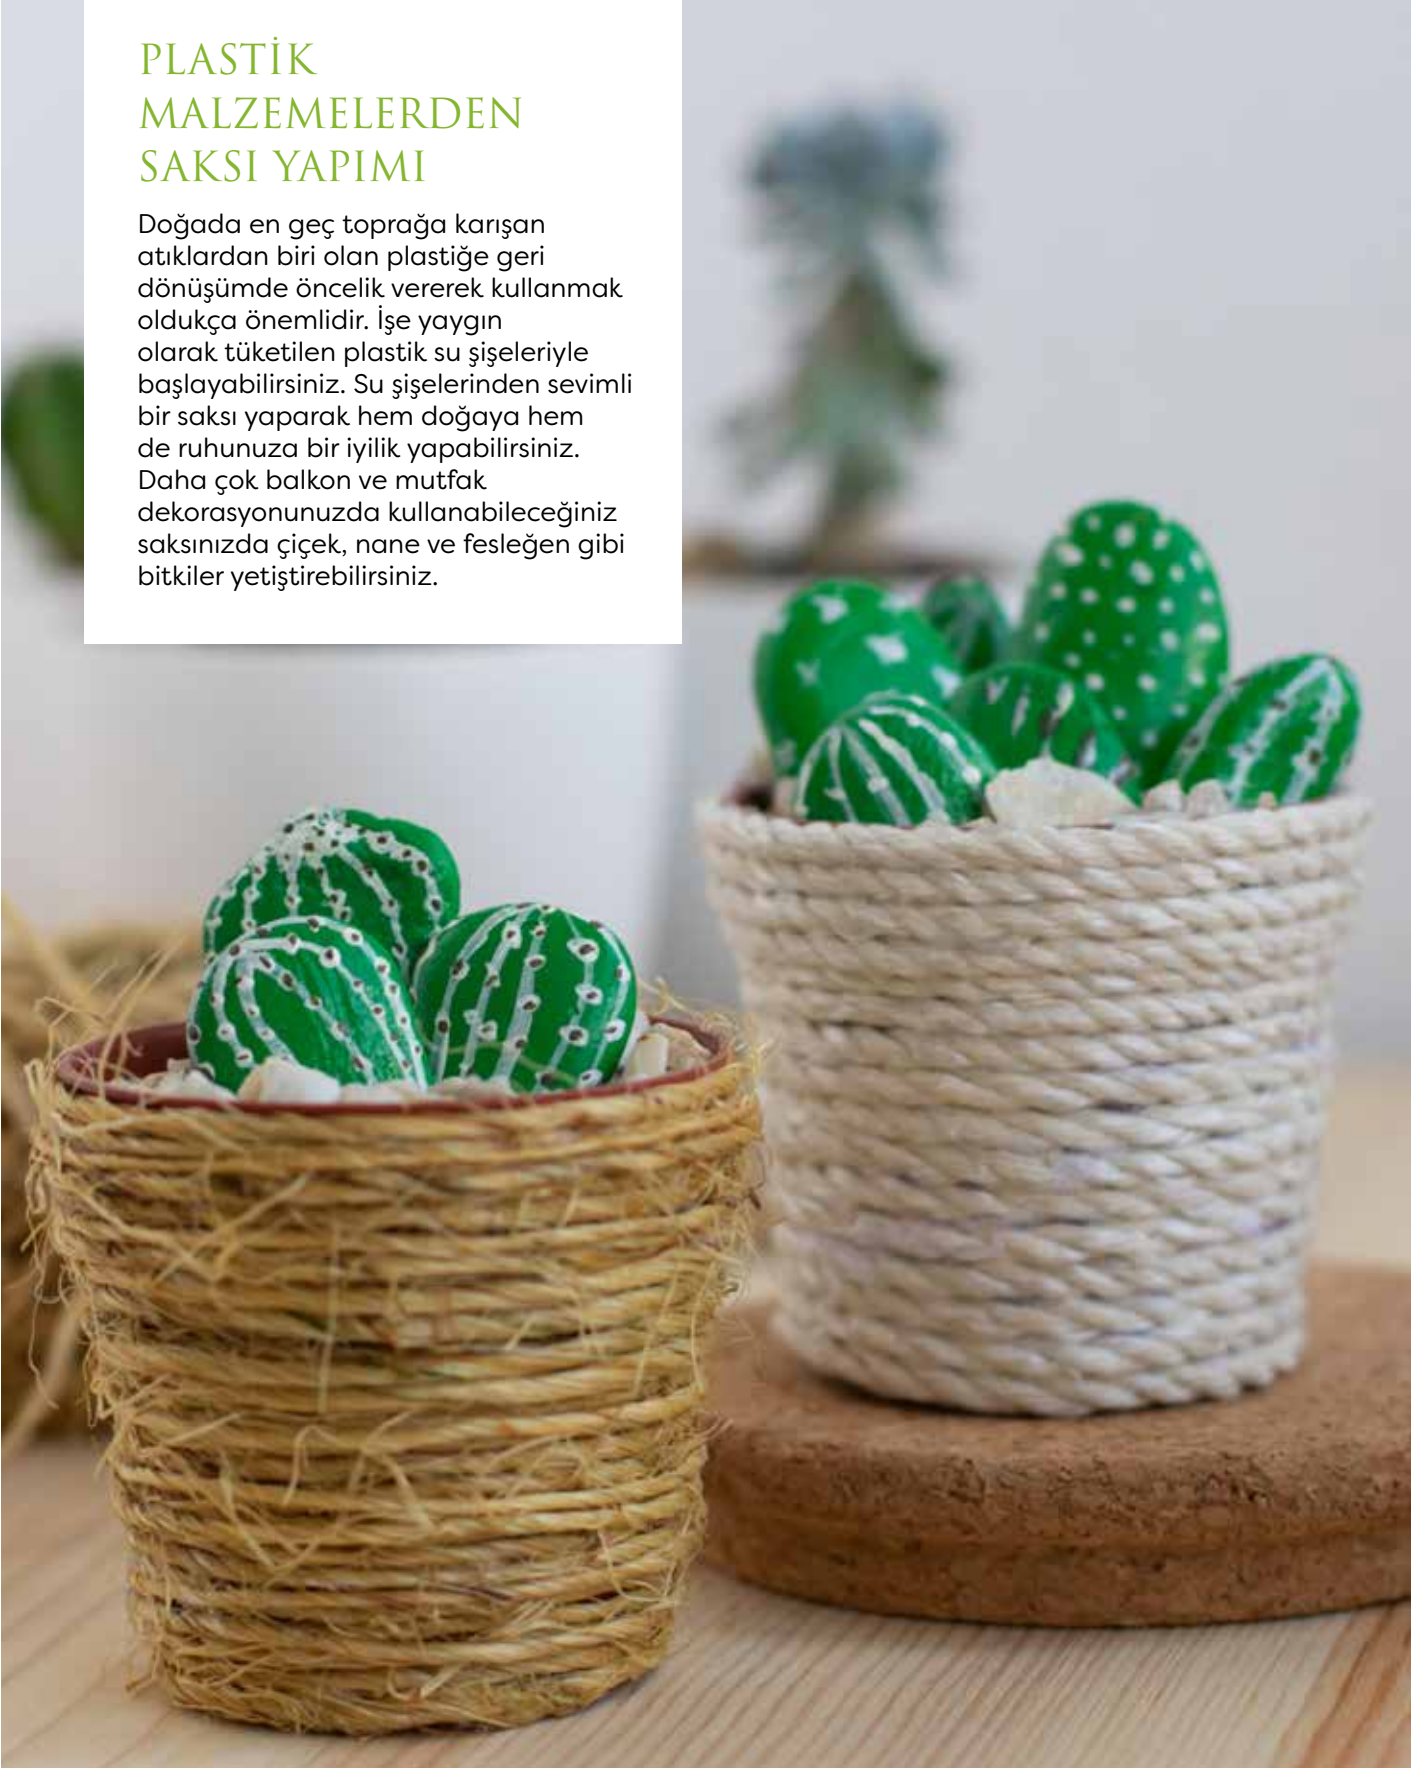 PLASTİK
MALZEMELERDEN
SAKSI YAPIMI
Doğada en geç toprağa karışan
atıklardan biri olan plastiğe geri
dönüşümde öncelik vererek kullanmak
oldukça önemlidir. İşe yaygın
olarak tüketilen plastik su şişeleriyle
başlayabilirsiniz. Su şişelerinden sevimli
bir saksı yaparak hem doğaya hem
de ruhunuza bir iyilik yapabilirsiniz.
Daha çok balkon ve mutfak
dekorasyonunuzda kullanabileceğiniz
saksınızda çiçek, nane ve fesleğen gibi
bitkiler yetiştirebilirsiniz.